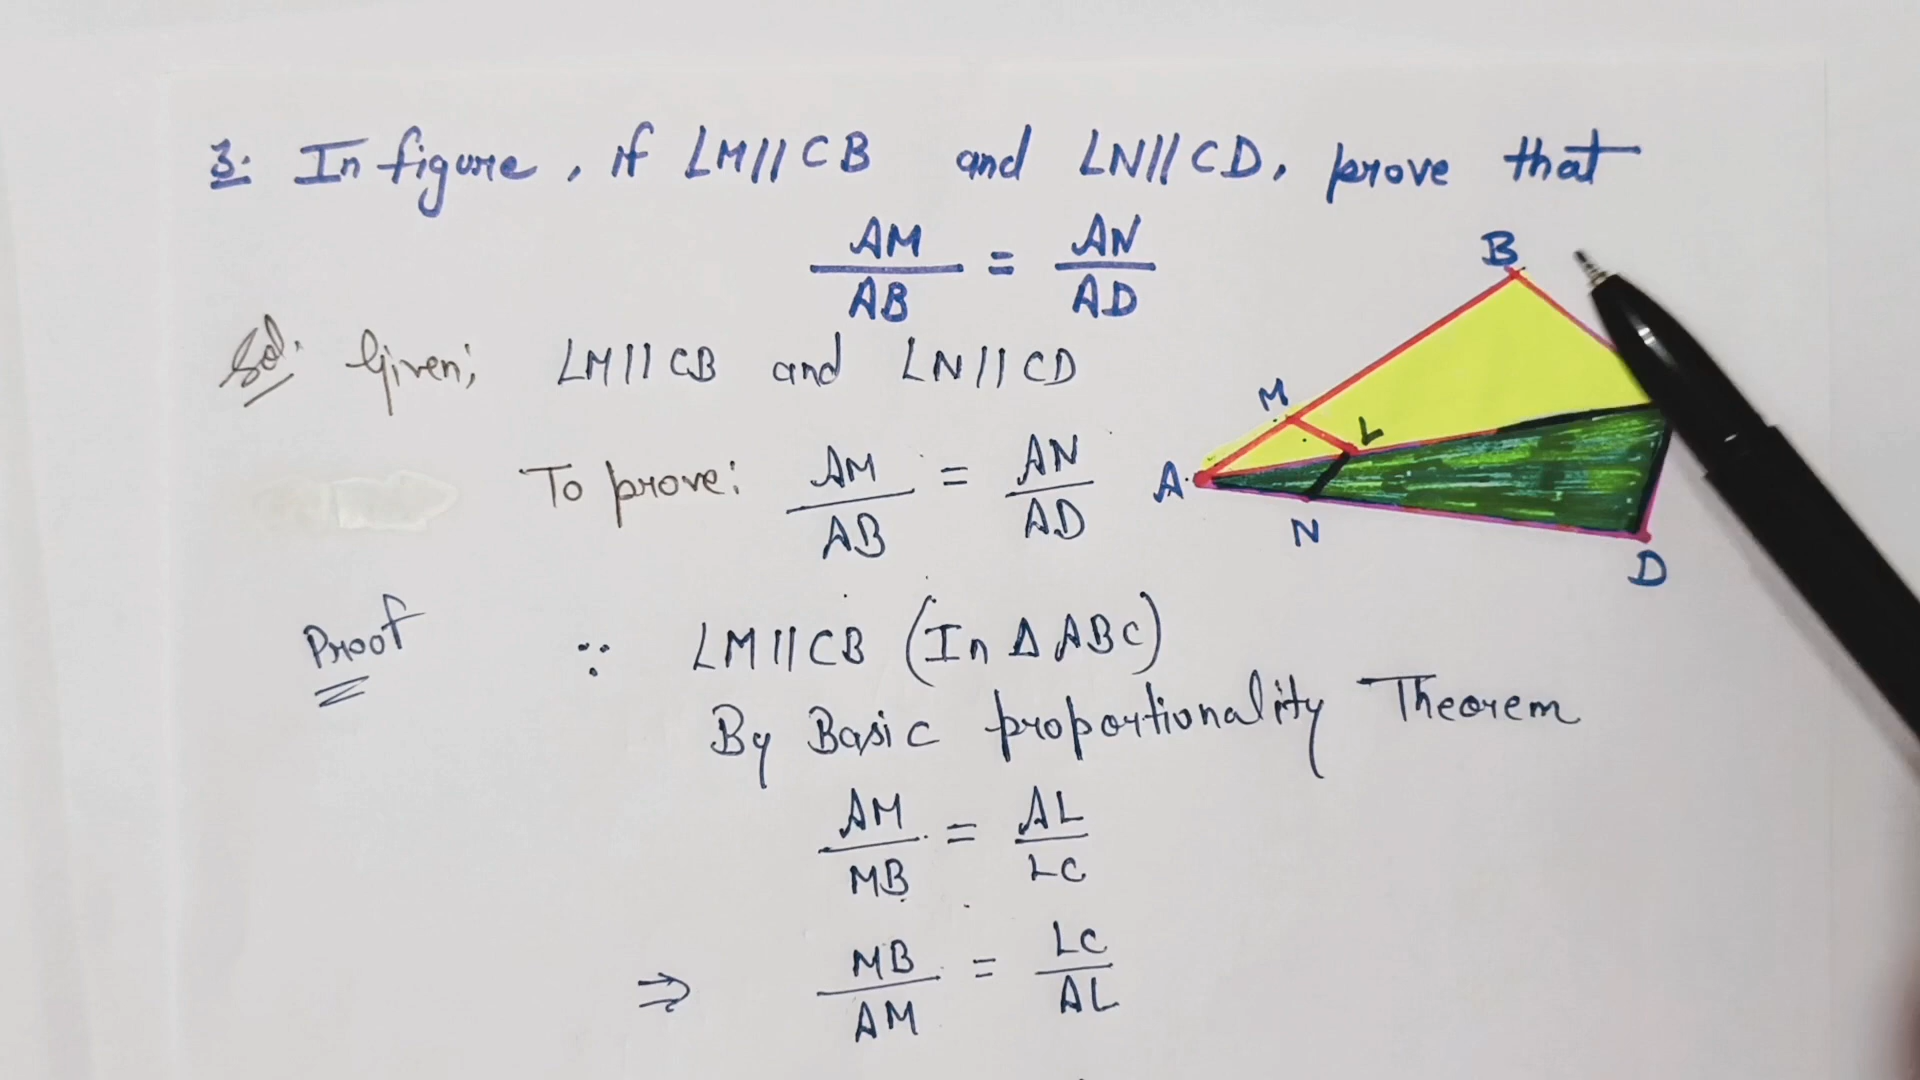 3. In figure, if LM||CB and LN||CD, prove that
AM/AB = AN/AD
Sol. Given; LM||CB and LN||CD
To prove: AM/AB = AN/AD
Proof ∵ LM||CB (In Δ ABC)
By Basic proportionality Theorem
AM/MB = AL/LC
⇒ MB/AM = LC/AL
B
M
L
A
N
D